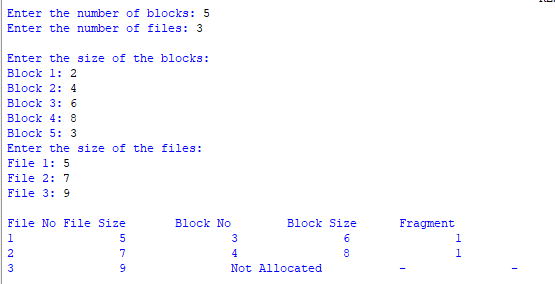 Enter the number of blocks: 5
Enter the number of files: 3
Enter the size of the blocks:
Block 1: 2
Block 2: 4
Block 3: 6
Block 4: 8
Block 5: 3
Enter the size of the files:
File 1: 5
File 2: 7
File 3: 9
File No File Size Block No Block Size Fragment
1 5 3 6 1
2 7 4 8 1
3 9 Not Allocated - -